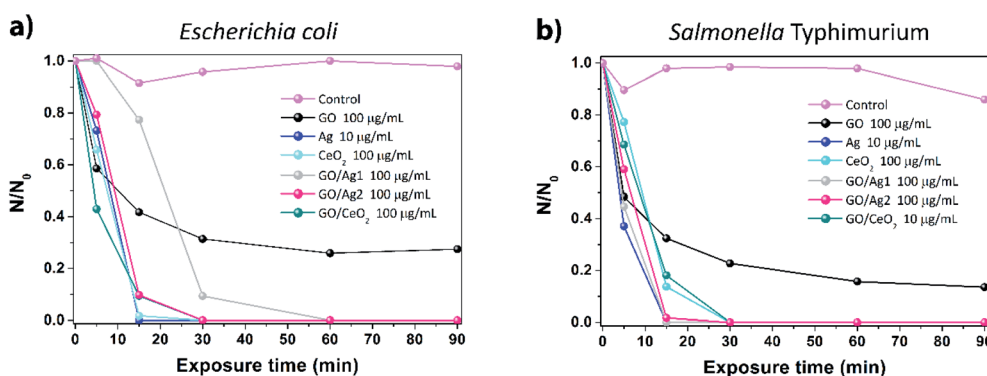 a)
Escherichia coli
1.0
0.8
0.6
0.4
0.2
0.0
N/N₀
Control
GO 100 µg/mL
Ag 10 µg/mL
CeO₂ 100 µg/mL
GO/Ag1 100 µg/mL
GO/Ag2 100 µg/mL
GO/CeO₂ 100 µg/mL
0 10 20 30 40 50 60 70 80 90
Exposure time (min)
b)
Salmonella Typhimurium
1.0
0.8
0.6
0.4
0.2
0.0
N/N₀
Control
GO 100 µg/mL
Ag 10 µg/mL
CeO₂ 100 µg/mL
GO/Ag1 100 µg/mL
GO/Ag2 100 µg/mL
GO/CeO₂ 10 µg/mL
0 10 20 30 40 50 60 70 80 90
Exposure time (min)